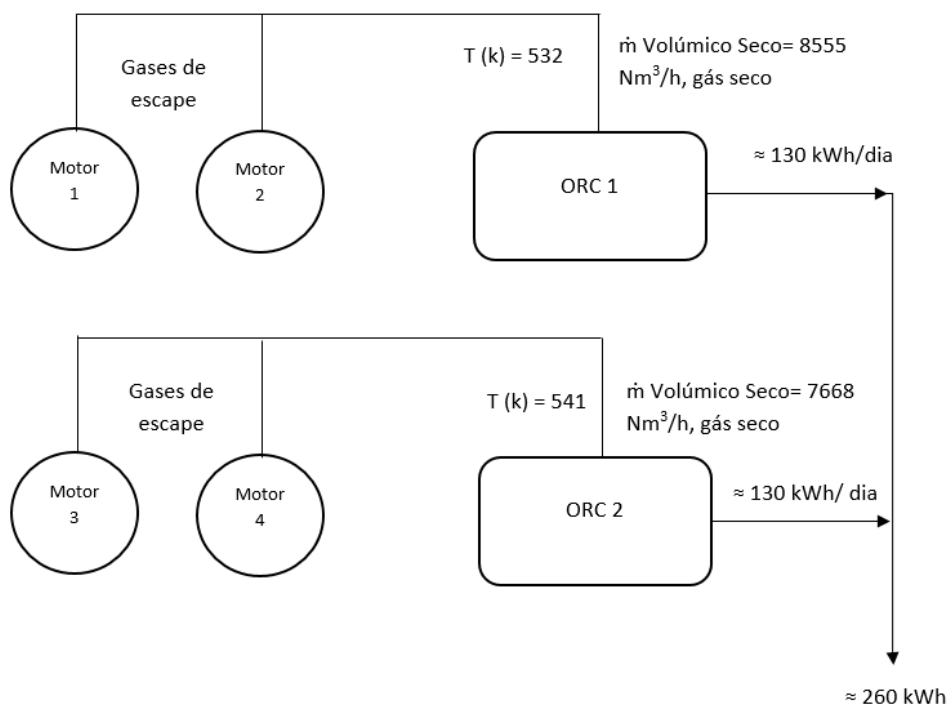 Gases de
escape
T (k) = 532
ṁ Volúmico Seco= 8555
Nm³/h, gás seco
Motor
1
Motor
2
ORC 1
≈ 130 kWh/dia
Gases de
escape
T (k) = 541
ṁ Volúmico Seco= 7668
Nm³/h, gás seco
Motor
3
Motor
4
ORC 2
≈ 130 kWh/ dia
≈ 260 kWh